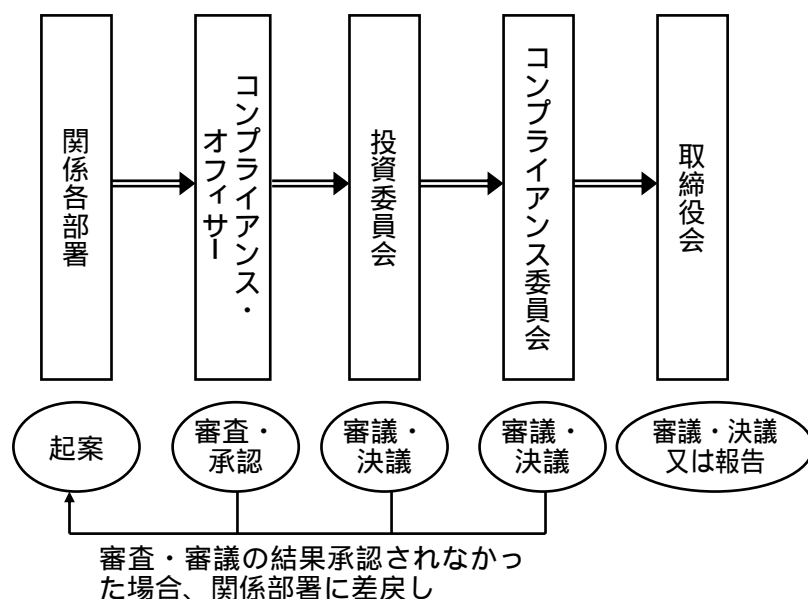 関係各部署
コンプライアンス・
オフィサー
投資委員会
コンプライアンス委員会
取締役会
起案
審査・
承認
審議・
決議
審議・
決議
審議・決議
又は報告
審査・審議の結果承認されなかっ
た場合、関係部署に差戻し